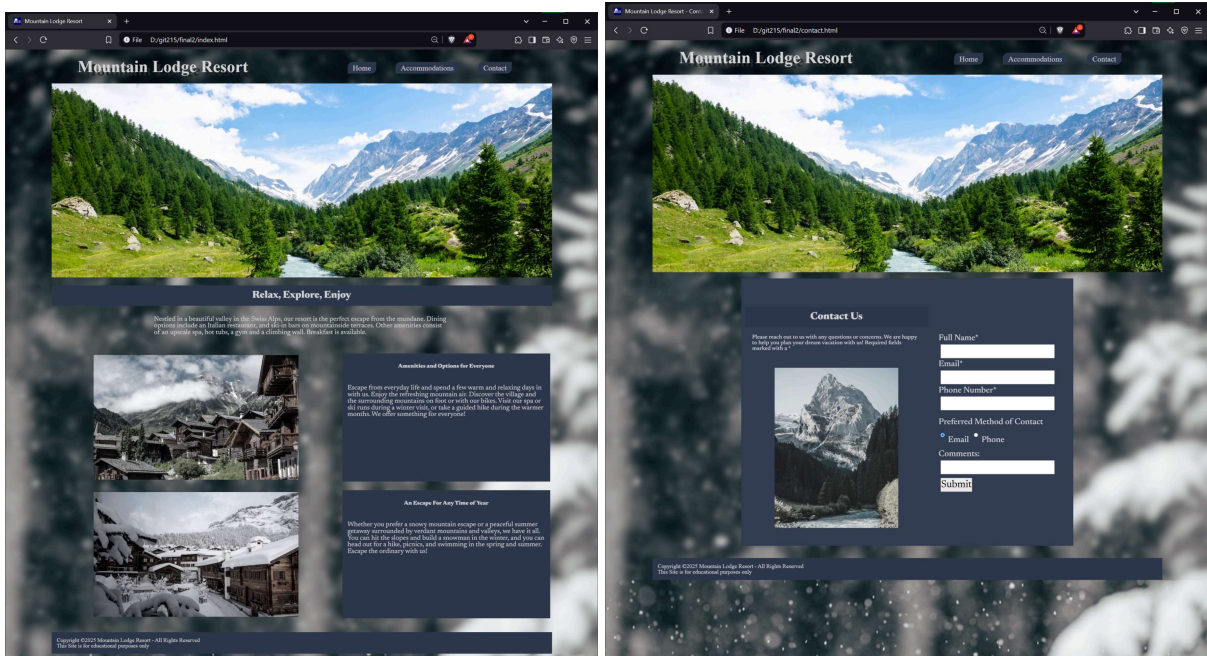 Mountain Lodge Resort
File D:/git215/final2/index.html
Mountain Lodge Resort
Home Accommodations Contact
Relax, Explore, Enjoy
Nestled in a beautiful valley in the Swiss Alps, our resort is the perfect escape from the mundane. Dining
options include an Italian restaurant, and ski-in bars on mountainside terraces. Other amenities consist
of an upscale spa, hot tubs, a gym and a climbing wall. Breakfast is available.
Amenities and Options for Everyone
Escape from everyday life and spend a few warm and relaxing days in
with us. Enjoy the refreshing mountain air. Discover the village and
the surrounding mountains on foot or with our bikes. Visit our spa or
ski runs during a winter visit, or take a guided hike during the warmer
months. We offer something for everyone!
An Escape For Any Time of Year
Whether you prefer a snowy mountain escape or a peaceful summer
getaway surrounded by verdant mountains and valleys, we have it all.
You can hit the slopes and build a snowman in the winter, and you can
head out for a hike, picnics, and swimming in the spring and summer.
Escape the ordinary with us!
Copyright ©2025 Mountain Lodge Resort - All Rights Reserved
This Site is for educational purposes only
Mountain Lodge Resort - Cont
File D:/git215/final2/contact.html
Mountain Lodge Resort
Home Accommodations Contact
Contact Us
Please reach out to us with any questions or concerns. We are happy
to help you plan your dream vacation with us! Required fields
marked with a *
Full Name*
Email*
Phone Number*
Preferred Method of Contact
Email Phone
Comments:
Submit
Copyright ©2025 Mountain Lodge Resort - All Rights Reserved
This Site is for educational purposes only